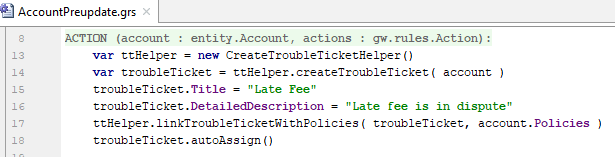 AccountPreupdate.grs ×
8 ACTION (account : entity.Account, actions : gw.rules.Action):
13 var ttHelper = new CreateTroubleTicketHelper()
14 var troubleTicket = ttHelper.createTroubleTicket( account )
15 troubleTicket.Title = "Late Fee"
16 troubleTicket.DetailedDescription = "Late fee is in dispute"
17 ttHelper.linkTroubleTicketWithPolicies( troubleTicket, account.Policies )
18 troubleTicket.autoAssign()